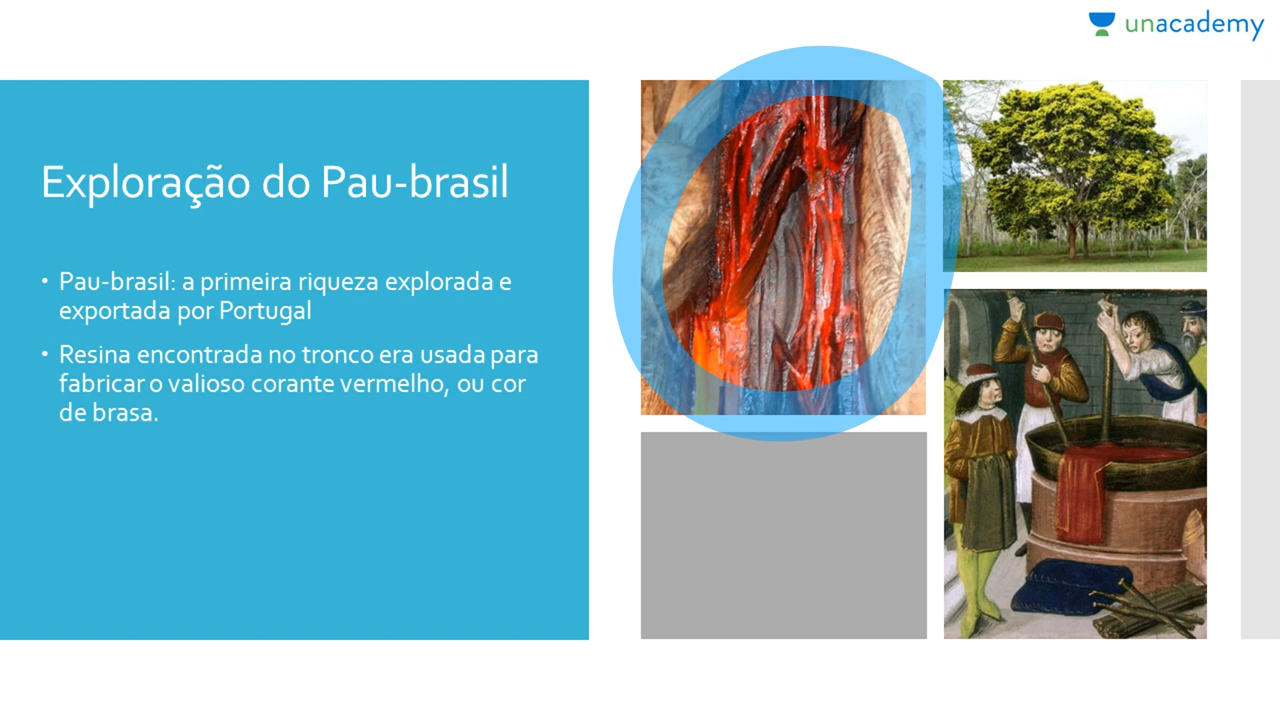 unacademy
Exploração do Pau-brasil
• Pau-brasil: a primeira riqueza explorada e
exportada por Portugal
• Resina encontrada no tronco era usada para
fabricar o valioso corante vermelho, ou cor
de brasa.